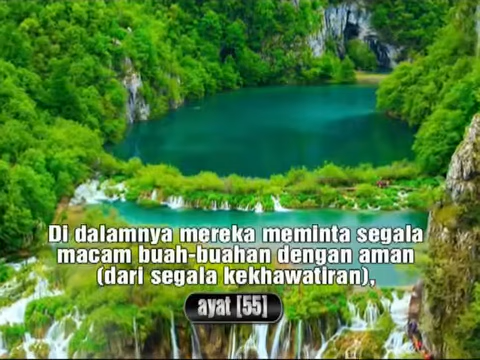 Di dalamnya mereka meminta segala
macam buah-buahan dengan aman
(dari segala kekhawatiran),
ayat [55]